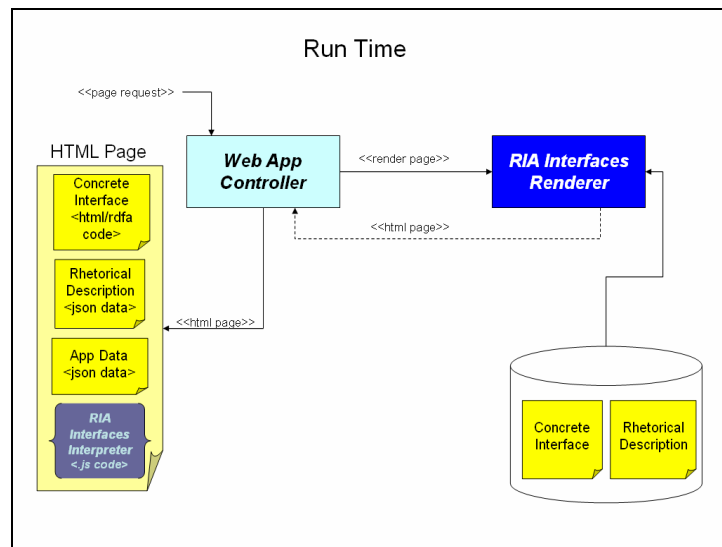 Run Time
<<page request>>
HTML Page
Concrete
Interface
<html/rdfa
code>
Rhetorical
Description
<json data>
App Data
<json data>
RIA
Interfaces
Interpreter
<.js code>
Web App
Controller
<<render page>>
RIA Interfaces
Renderer
<<html page>>
<<html page>>
Concrete
Interface
Rhetorical
Description